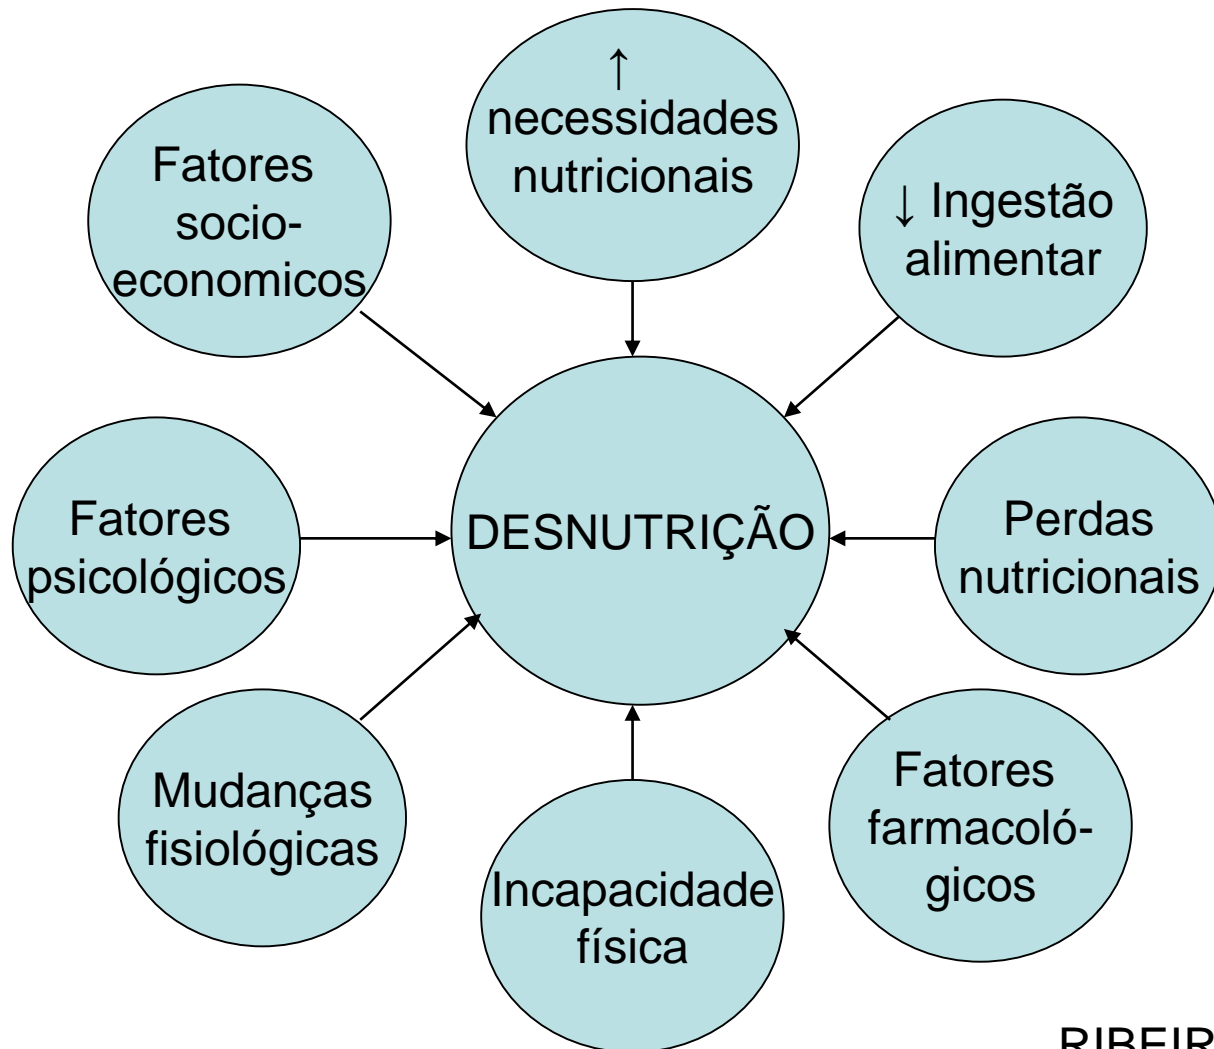 ↑
necessidades
nutricionais
Fatores
socio-
economicos
↓ Ingestão
alimentar
Fatores
psicológicos
DESNUTRIÇÃO
Perdas
nutricionais
Mudanças
fisiológicas
Incapacidade
física
Fatores
farmacoló-
gicos
RIBEIR